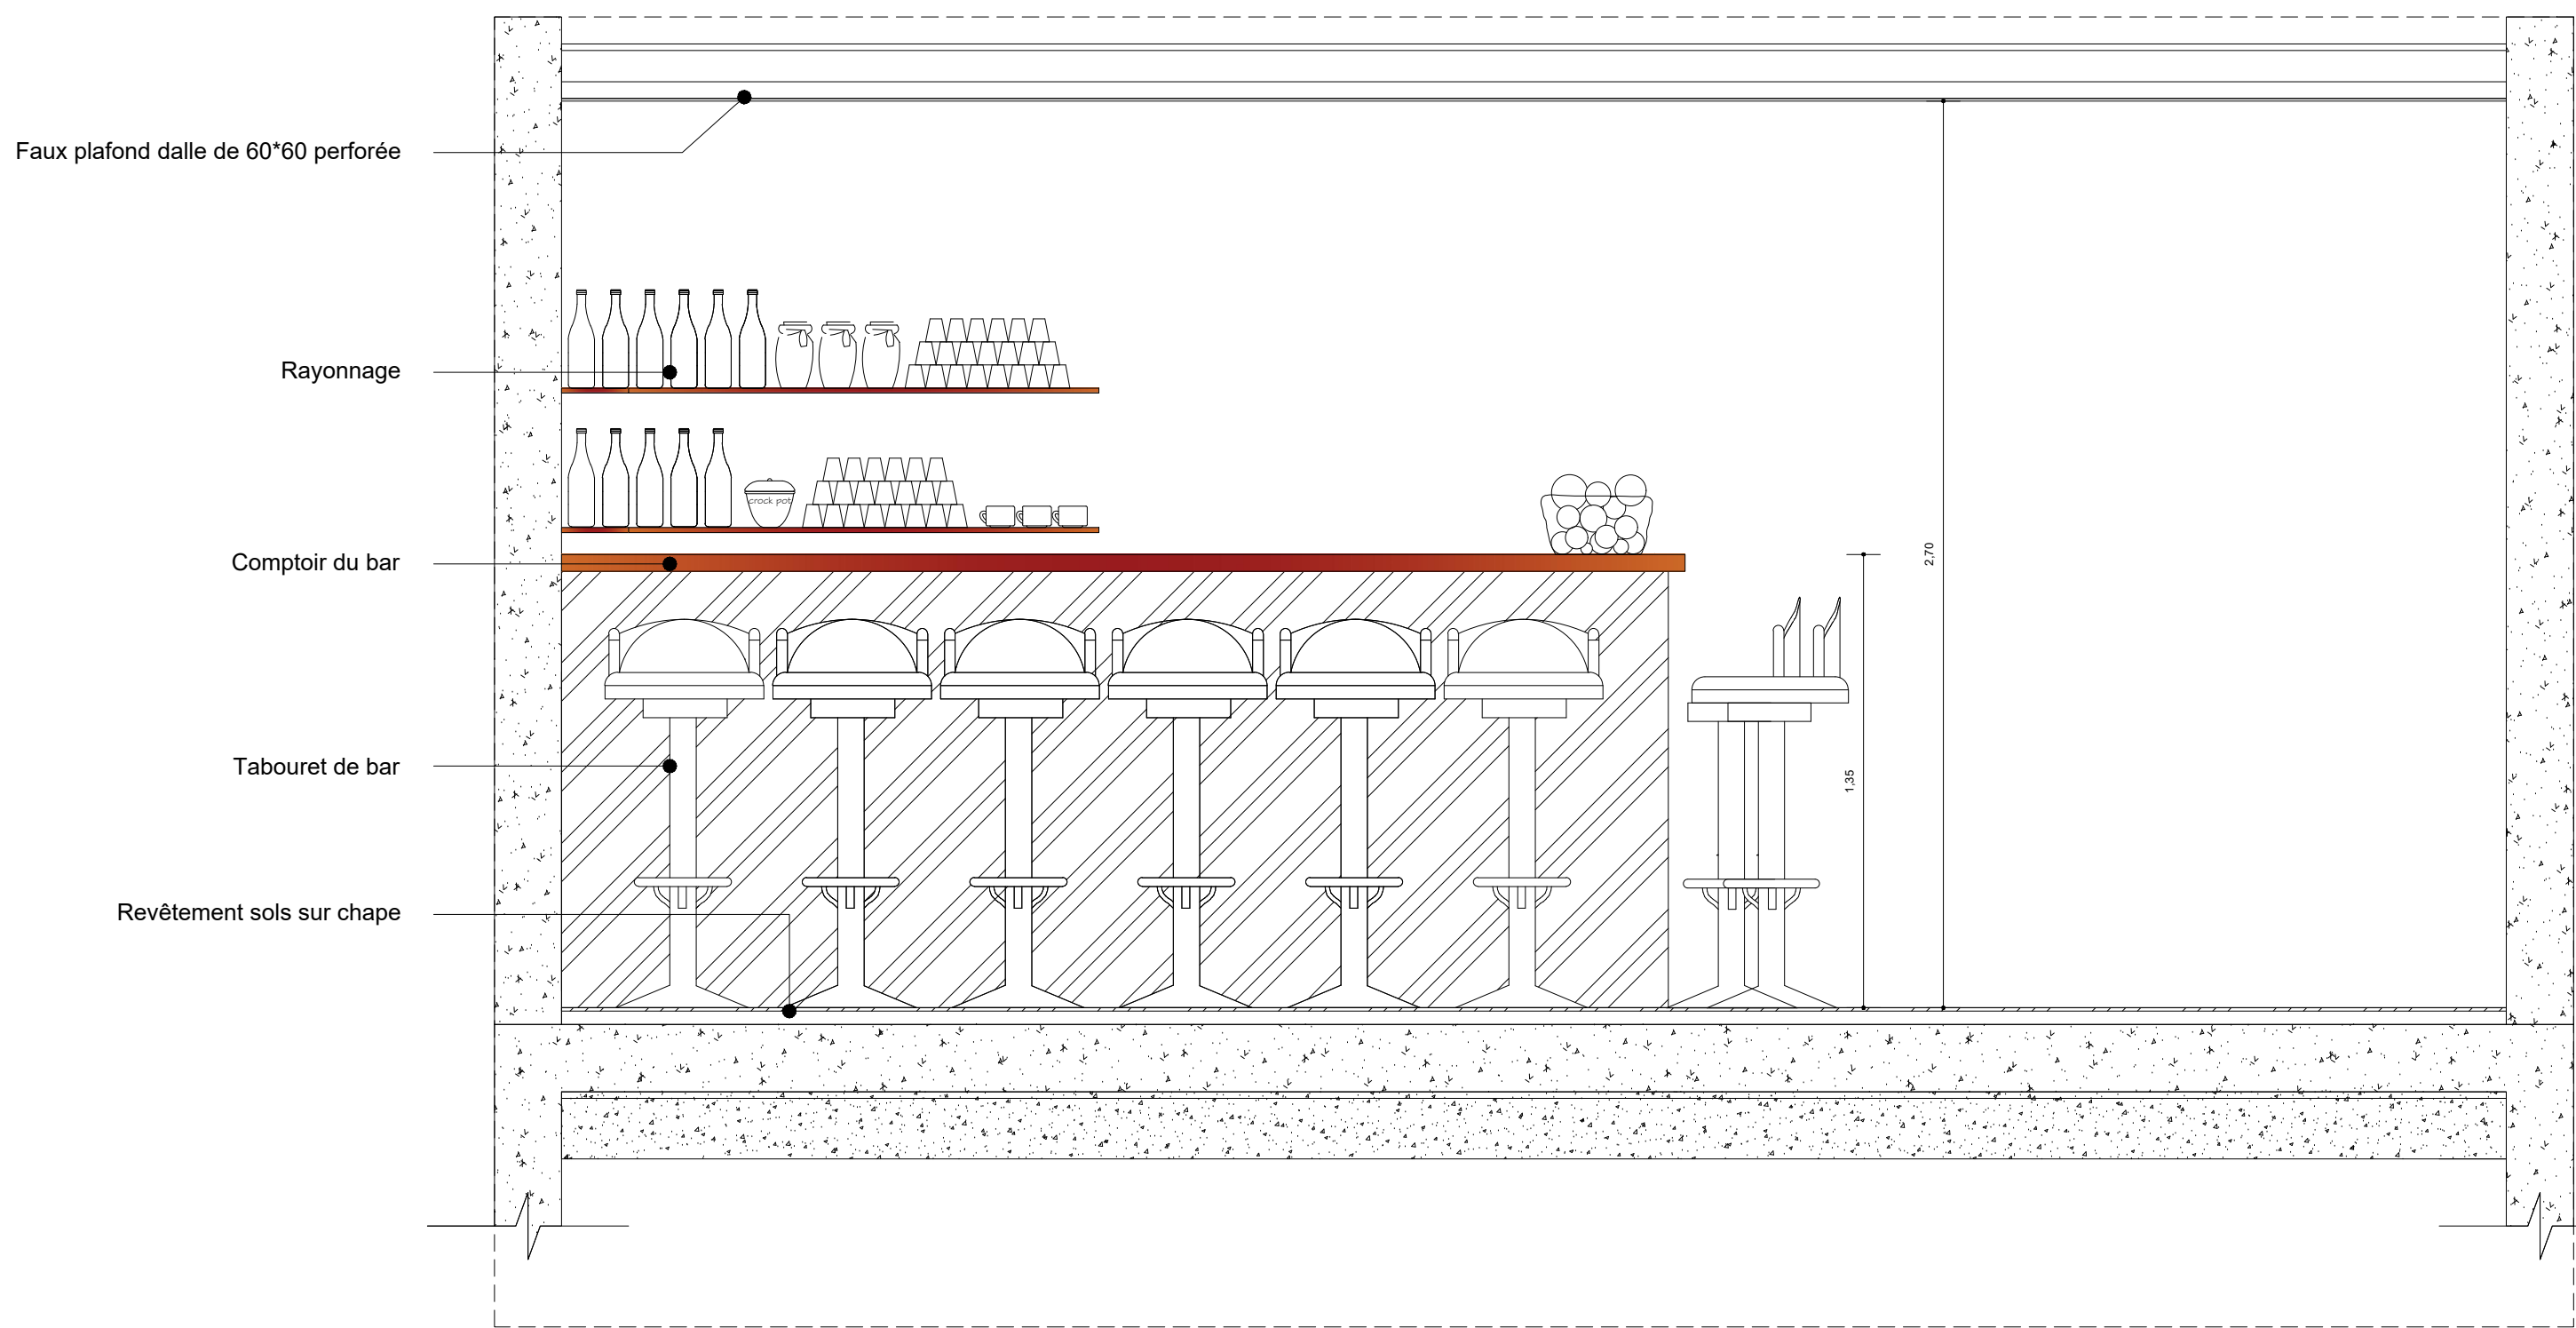 Faux plafond dalle de 60*60 perforée
Rayonnage
crock pot
Comptoir du bar
2,70
Tabouret de bar
1,35
Revêtement sols sur chape